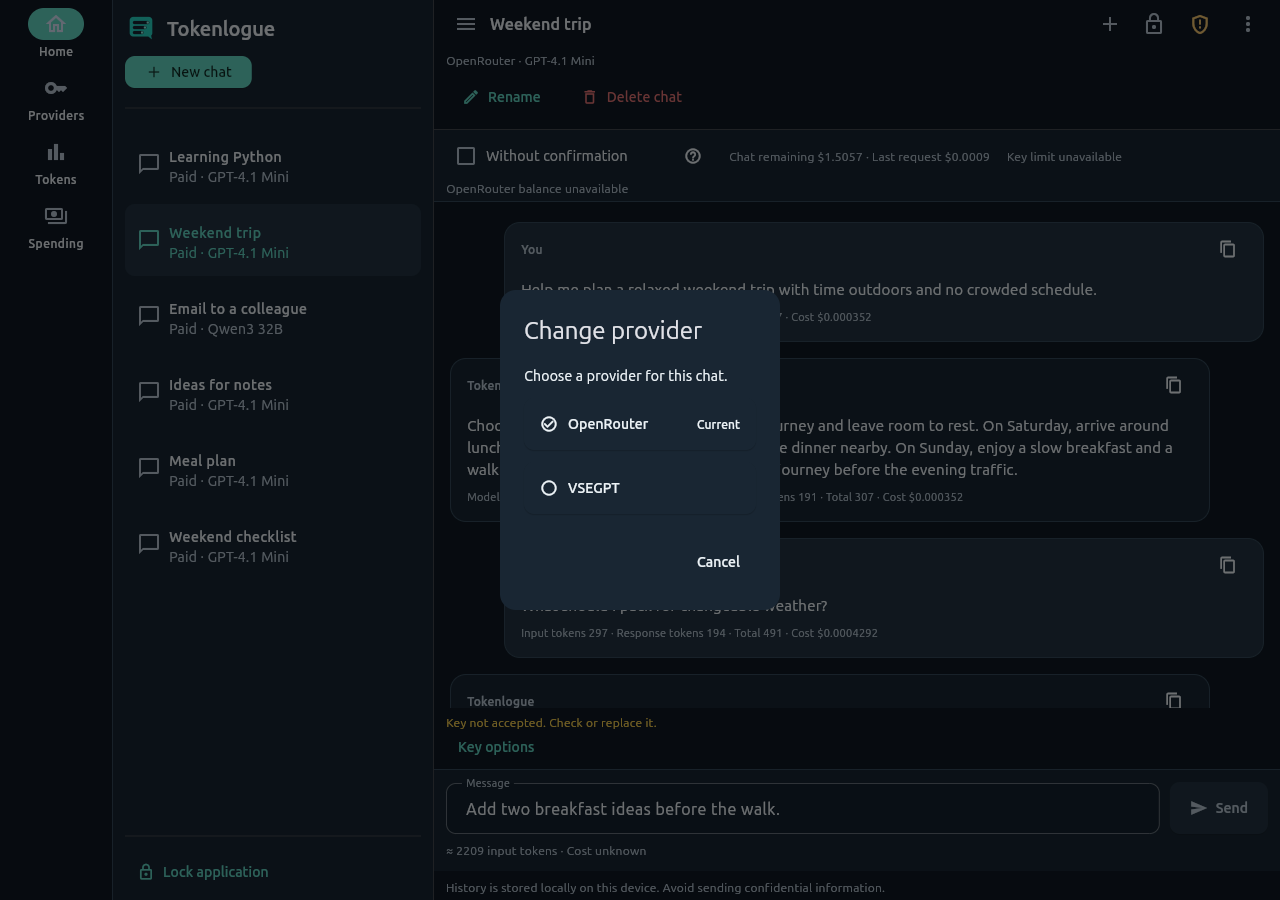 Home
Providers
Tokens
Spending
Tokenlogue
New chat
Learning Python
Paid · GPT-4.1 Mini
Weekend trip
Paid · GPT-4.1 Mini
Email to a colleague
Paid · Qwen3 32B
Ideas for notes
Paid · GPT-4.1 Mini
Meal plan
Paid · GPT-4.1 Mini
Weekend checklist
Paid · GPT-4.1 Mini
Lock application
Weekend trip
OpenRouter · GPT-4.1 Mini
Rename
Delete chat
Without confirmation
Chat remaining $1.5057 · Last request $0.0009
Key limit unavailable
OpenRouter balance unavailable
You
Help me plan a relaxed weekend trip with time outdoors and no crowded schedule.
· Cost $0.000352
urney and leave room to rest. On Saturday, arrive around
e dinner nearby. On Sunday, enjoy a slow breakfast and a
walk
ourney before the evening traffic.
Model
191 · Total 307 · Cost $0.000352
Change provider
Choose a provider for this chat.
OpenRouter
Current
VSEGPT
Cancel
weather?
Input tokens 297 · Response tokens 194 · Total 491 · Cost $0.0004292
Tokenlogue
Key not accepted. Check or replace it.
Key options
Message
Add two breakfast ideas before the walk.
Send
≈ 2209 input tokens · Cost unknown
History is stored locally on this device. Avoid sending confidential information.